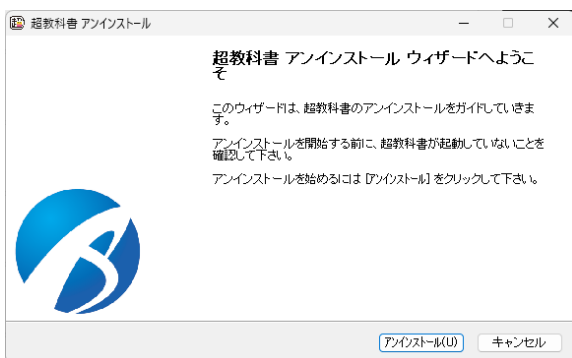 超教科書 アンインストール
超教科書 アンインストール ウィザードへようこ
そ
このウィザードは、超教科書のアンインストールをガイドしていきま
す。
アンインストールを開始する前に、超教科書が起動していないことを
確認して下さい。
アンインストールを始めるには [アンインストール] をクリックして下さい。
アンインストール(U)
キャンセル